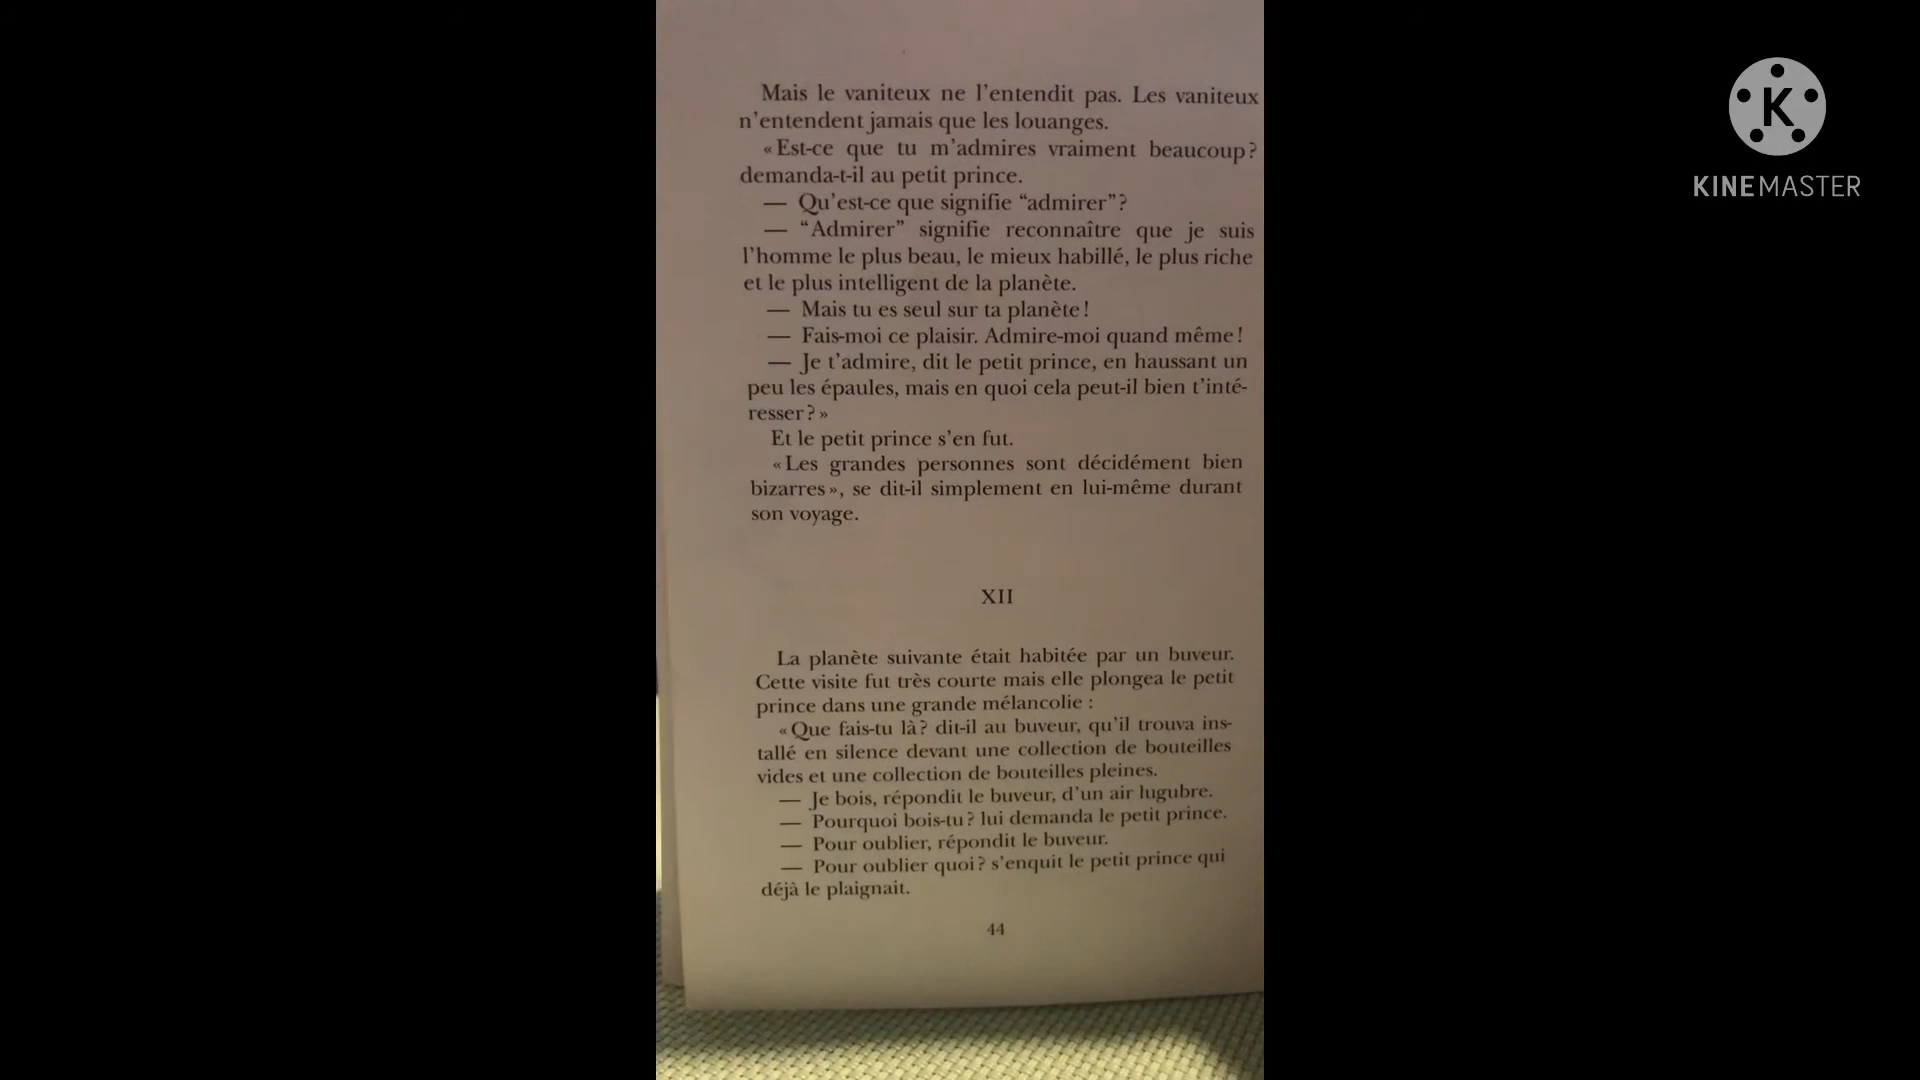 Mais le vaniteux ne l'entendit pas. Les vaniteux
n'entendent jamais que les louanges.
«Est-ce que tu m'admires vraiment beaucoup?
demanda-t-il au petit prince.
— Qu'est-ce que signifie “admirer”?
— “Admirer” signifie reconnaître que je suis
l'homme le plus beau, le mieux habillé, le plus riche
et le plus intelligent de la planète.
— Mais tu es seul sur ta planète!
— Fais-moi ce plaisir. Admire-moi quand même!
— Je t'admire, dit le petit prince, en haussant un
peu les épaules, mais en quoi cela peut-il bien t'inté-
resser?»
Et le petit prince s'en fut.
«Les grandes personnes sont décidément bien
bizarres», se dit-il simplement en lui-même durant
son voyage.
XII
La planète suivante était habitée par un buveur.
Cette visite fut très courte mais elle plongea le petit
prince dans une grande mélancolie :
«Que fais-tu là? dit-il au buveur, qu'il trouva ins-
tallé en silence devant une collection de bouteilles
vides et une collection de bouteilles pleines.
— Je bois, répondit le buveur, d'un air lugubre.
— Pourquoi bois-tu? lui demanda le petit prince.
— Pour oublier, répondit le buveur.
— Pour oublier quoi? s'enquit le petit prince qui
déjà le plaignait.
44
K
KINEMASTER